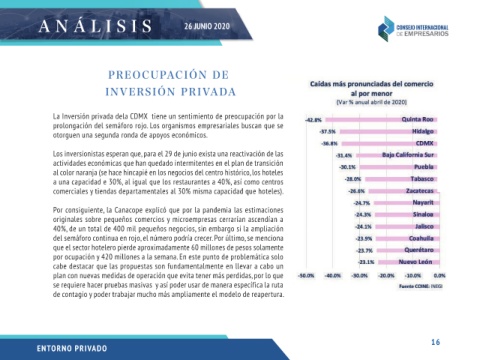 ANÁLISIS
26 JUNIO 2020
CONSEJO INTERNACIONAL
DE EMPRESARIOS
PREOCUPACIÓN DE
INVERSIÓN PRIVADA
La Inversión privada dela CDMX tiene un sentimiento de preocupación por la
prolongación del semáforo rojo. Los organismos empresariales buscan que se
otorguen una segunda ronda de apoyos económicos.
Los inversionistas esperan que, para el 29 de junio exista una reactivación de las
actividades económicas que han quedado intermitentes en el plan de transición
al color naranja (se hace hincapié en los negocios del centro histórico, los hoteles
a una capacidad e 30%, al igual que los restaurantes a 40%, así como centros
comerciales y tiendas departamentales al 30% misma capacidad que hoteles).
Por consiguiente, la Canacope explicó que por la pandemia las estimaciones
originales sobre pequeños comercios y microempresas cerrarían ascendían a
40%, de un total de 400 mil pequeños negocios, sin embargo si la ampliación
del semáforo continua en rojo, el número podría crecer. Por último, se menciona
que el sector hotelero pierde aproximadamente 60 millones de pesos solamente
por ocupación y 420 millones a la semana. En este punto de problemática solo
cabe destacar que las propuestas son fundamentalmente en llevar a cabo un
plan con nuevas medidas de operación que evita tener más perdidas, por lo que
se requiere hacer pruebas masivas y así poder usar de manera específica la ruta
de contagio y poder trabajar mucho más ampliamente el modelo de reapertura.
Caídas más pronunciadas del comercio
al por menor
(Var % anual abril de 2020)
-42.8% Quinta Roo
-37.5% Hidalgo
-36.8% CDMX
-31.4% Baja California Sur
-30.1% Puebla
-28.0% Tabasco
-26.8% Zacatecas
-24.7% Nayarit
-24.3% Sinaloa
-24.1% Jalisco
-23.9% Coahuila
-23.7% Querétaro
-23.1% Nuevo León
-50.0% -40.0% -30.0% -20.0% -10.0% 0.0%
Fuente CCINE: INEGI
ENTORNO PRIVADO
16